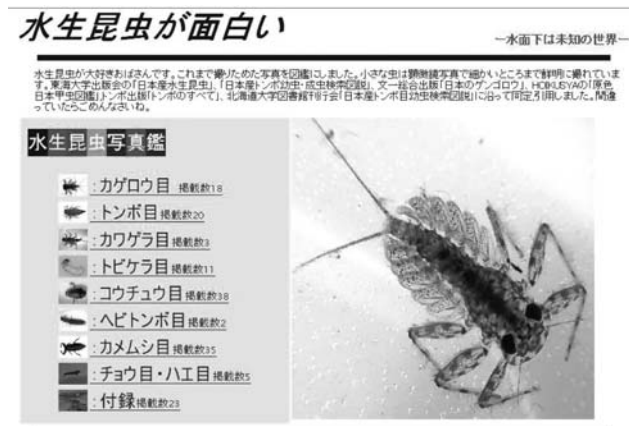 水生昆虫が面白い
―水面下は未知の世界―
水生昆虫が大好きおばさんです。これまで撮りためた写真を図鑑にしました。小さな虫は顕微鏡写真で細かいところまで鮮明に撮れていま
す。東海大学出版会の「日本産水生昆虫」、「日本産トンボ幼虫・成虫検索図説」、文一総合出版「日本のゲンゴロウ」、HOIKUSYAの「原色
日本甲虫図鑑」トンボ出版「トンボのすべて」、北海道大学図書館刊行会「日本産トンボ目幼虫検索図説」に沿って同定引用しました。間違
っていたらごめんなさいね。
水生昆虫写真鑑
：カゲロウ目 掲載数18
：トンボ目 掲載数20
：カワゲラ目 掲載数3
：トビケラ目 掲載数11
：コウチュウ目 掲載数38
：ヘビトンボ目 掲載数2
：カメムシ目 掲載数35
：チョウ目・ハエ目 掲載数5
：付録 掲載数23